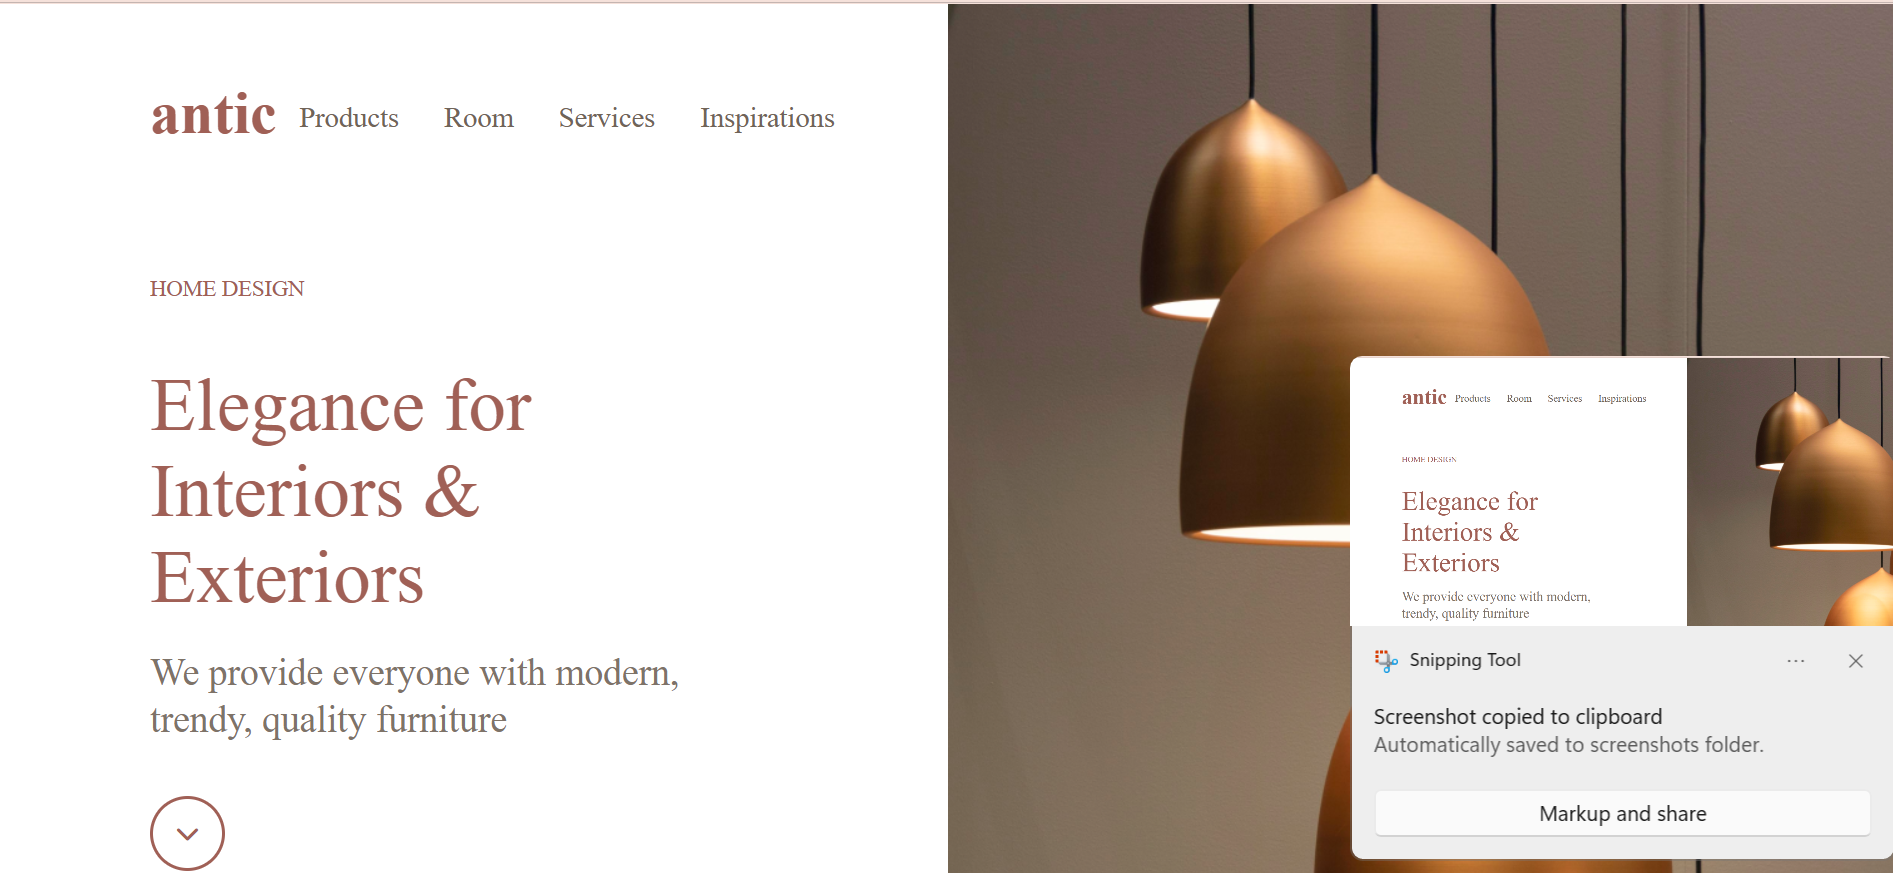 antic Products Room Services Inspirations
HOME DESIGN
Elegance for
Interiors &
Exteriors
We provide everyone with modern,
trendy, quality furniture
antic Products Room Services Inspirations
HOME DESIGN
Elegance for
Interiors &
Exteriors
We provide everyone with modern,
trendy, quality furniture
Snipping Tool
Screenshot copied to clipboard
Automatically saved to screenshots folder.
Markup and share